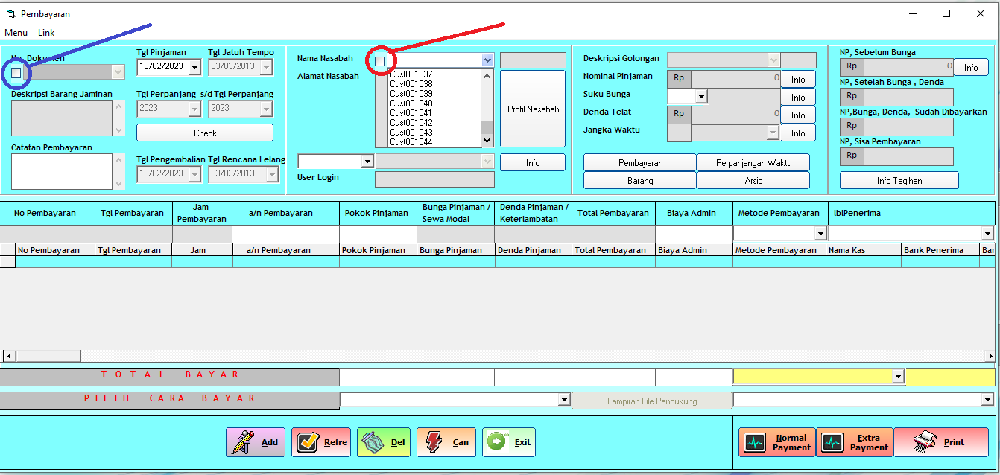 Pembayaran
Menu Link
No. Dokumen
Tgl Pinjaman Tgl Jatuh Tempo
18/02/2023 03/03/2013
Deskripsi Barang Jaminan
Tgl Perpanjang s/d Tgl Perpanjang
2023 2023
Check
Catatan Pembayaran
Tgl Pengembalian Tgl Rencana Lelang
18/02/2023 03/03/2013
Nama Nasabah
Alamat Nasabah
Cust001037
Cust001038
Cust001039
Cust001040
Cust001041
Cust001042
Cust001043
Cust001044
Profil Nasabah
Info
User Login
Deskripsi Golongan
Nominal Pinjaman Rp 0 Info
Suku Bunga Info
Denda Telat Rp 0 Info
Jangka Waktu Info
Pembayaran Perpanjangan Waktu
Barang Arsip
NP, Sebelum Bunga
Rp 0 Info
NP, Setelah Bunga , Denda
Rp
NP,Bunga, Denda, Sudah Dibayarkan
Rp
NP, Sisa Pembayaran
Rp
Info Tagihan
No Pembayaran Tgl Pembayaran Jam Pembayaran a/n Pembayaran Pokok Pinjaman Bunga Pinjaman / Sewa Modal Denda Pinjaman / Keterlambatan Total Pembayaran Biaya Admin Metode Pembayaran lblPenerima
No Pembayaran Tgl Pembayaran Jam a/n Pembayaran Pokok Pinjaman Bunga Pinjaman Denda Pinjaman Total Pembayaran Biaya Admin Metode Pembayaran Nama Kas Bank Penerima Bar
TOTAL BAYAR
PILIH CARA BAYAR Lampiran File Pendukung
Add Refre Del Can Exit Normal Payment Extra Payment Print